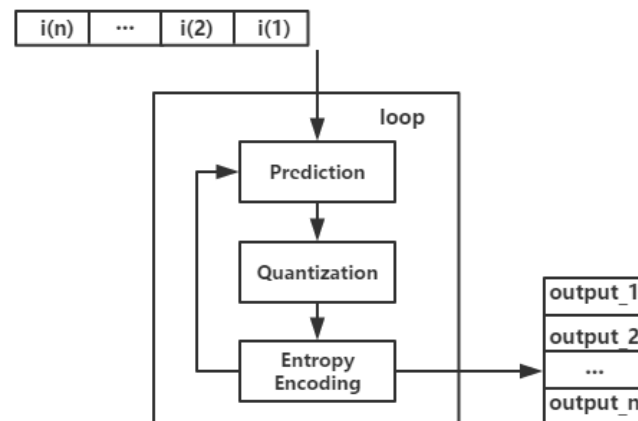 i(n) ... i(2) i(1)
loop
Prediction
Quantization
output_1
output_2
Entropy
Encoding
...
output_n